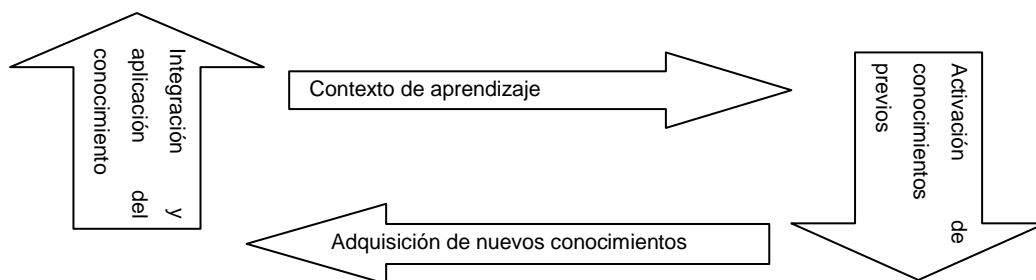 Integración y
aplicación del
conocimiento
Contexto de aprendizaje
Activación de
conocimientos
previos
Adquisición de nuevos conocimientos